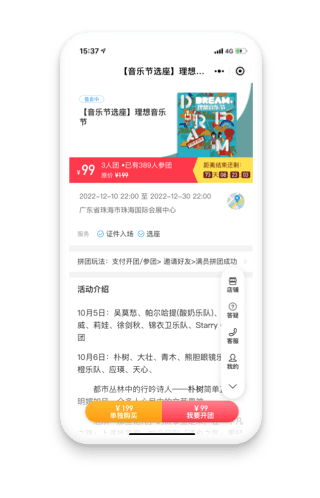 15:37
4G
【音乐节选座】理想...
售卖中
【音乐节选座】理想音乐节
DREAM
理想音乐节
¥99
3人团 •已有389人参团
原价 ¥199
距离结束还剩:
73 天 06 23 03
2022-12-10 22:00 至 2022-12-30 22:00
广东省珠海市珠海国际会展中心
服务 证件入场 选座
拼团玩法: 支付开团/参团> 邀请好友>满员拼团成功
店铺
活动介绍
答疑
10月5日: 吴莫愁、帕尔哈提(酸奶乐队)、
威、莉娃、徐剑秋、锦衣卫乐队、Starry
团
客服
10月6日: 朴树、大壮、青木、熊胆眼镜乐
橙乐队、应瑛、天心、
我的
都市丛林中的行吟诗人——朴树简单
¥199
单独购买
¥99
我要开团